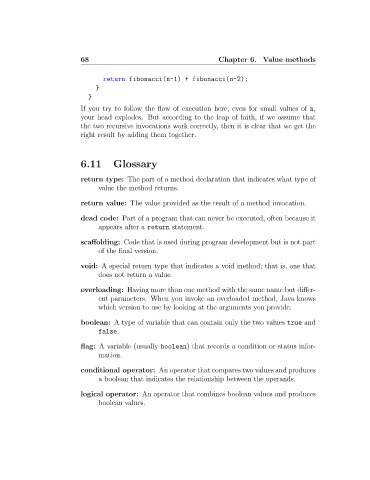 68 Chapter 6. Value methods
return fibonacci(n-1) + fibonacci(n-2);
}
}
If you try to follow the flow of execution here, even for small values of n,
your head explodes. But according to the leap of faith, if we assume that
the two recursive invocations work correctly, then it is clear that we get the
right result by adding them together.
6.11 Glossary
return type: The part of a method declaration that indicates what type of
value the method returns.
return value: The value provided as the result of a method invocation.
dead code: Part of a program that can never be executed, often because it
appears after a return statement.
scaffolding: Code that is used during program development but is not part
of the final version.
void: A special return type that indicates a void method; that is, one that
does not return a value.
overloading: Having more than one method with the same name but differ-
ent parameters. When you invoke an overloaded method, Java knows
which version to use by looking at the arguments you provide.
boolean: A type of variable that can contain only the two values true and
false.
flag: A variable (usually boolean) that records a condition or status infor-
mation.
conditional operator: An operator that compares two values and produces
a boolean that indicates the relationship between the operands.
logical operator: An operator that combines boolean values and produces
boolean values.